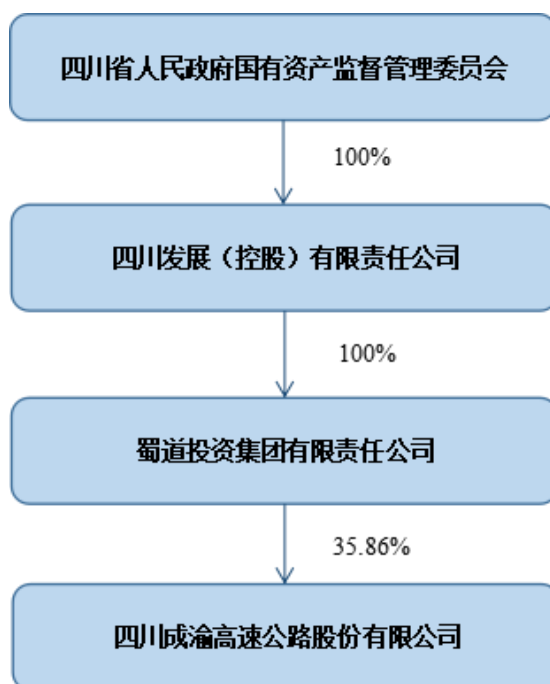 四川省人民政府国有资产监督管理委员会
100%
四川发展（控股）有限责任公司
100%
蜀道投资集团有限责任公司
35.86%
四川成渝高速公路股份有限公司